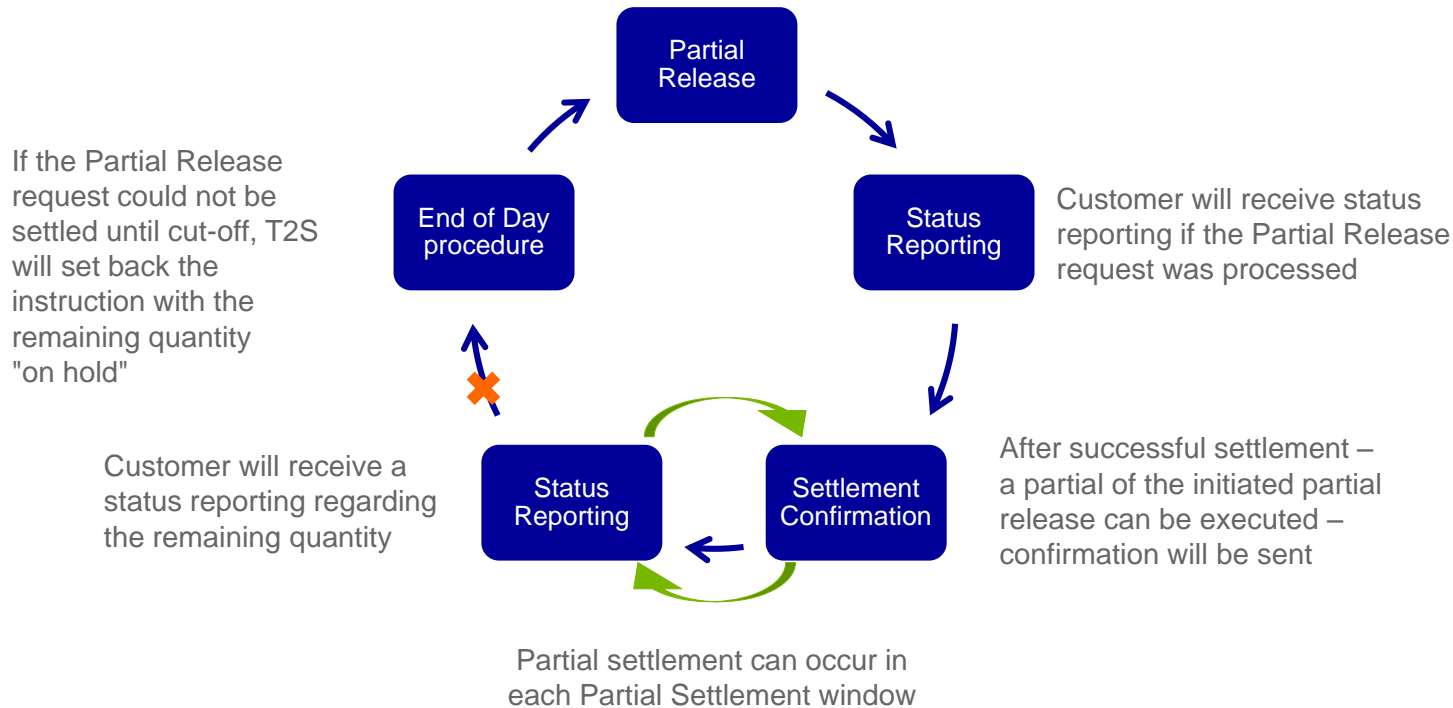 Partial
Release
If the Partial Release
request could not be
settled until cut-off, T2S
will set back the
instruction with the
remaining quantity
"on hold"
End of Day
procedure
Status
Reporting
Customer will receive status
reporting if the Partial Release
request was processed
Customer will receive a
status reporting regarding
the remaining quantity
Status
Reporting
Settlement
Confirmation
After successful settlement –
a partial of the initiated partial
release can be executed –
confirmation will be sent
Partial settlement can occur in
each Partial Settlement window